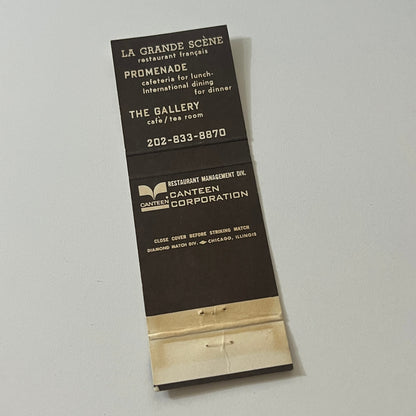 LA GRANDE SCÈNE
restaurant français
PROMENADE
cafeteria for lunch-
International dining
for dinner
THE GALLERY
café/tea room
202-833-8870
RESTAURANT MANAGEMENT DIV.
CANTEEN
CANTEEN
CORPORATION
CLOSE COVER BEFORE STRIKING MATCH
DIAMOND MATCH DIV. CHICAGO, ILLINOIS